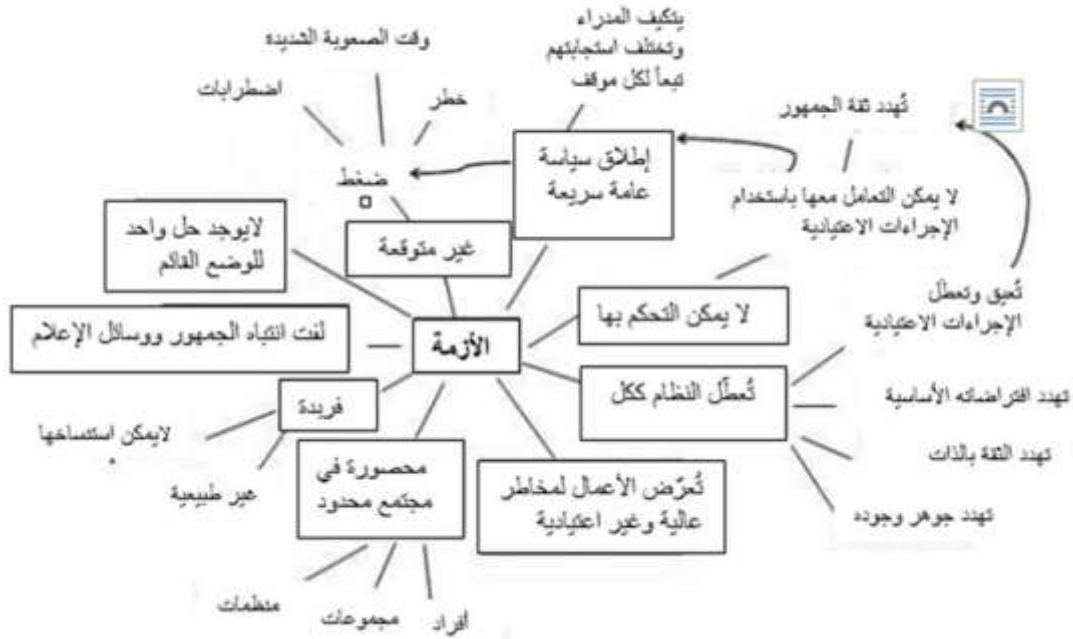 يتكيف المدراء
وتختلف استجابتهم
تبعاً لكل موقف
وقت الصعوبة الشديدة
اضطرابات
خطر
ضغط
تُهدد ثقة الجمهور
إطلاق سياسة
عامة سريعة
لا يمكن التعامل معها باستخدام
الإجراءات الاعتيادية
لايوجد حل واحد
للوضع القائم
غير متوقعة
تُعيق وتعطّل
الإجراءات الاعتيادية
لا يمكن التحكم بها
لفت انتباه الجمهور ووسائل الإعلام
الأزمة
تُعطّل النظام ككل
تهدد افتراضاته الأساسية
تهدد الثقة بالذات
تهدد جوهر وجوده
فريدة
لايمكن استنساخها
غير طبيعية
محصورة في
مجتمع محدود
تُعرّض الأعمال لمخاطر
عالية وغير اعتيادية
منظمات
مجموعات
أفراد